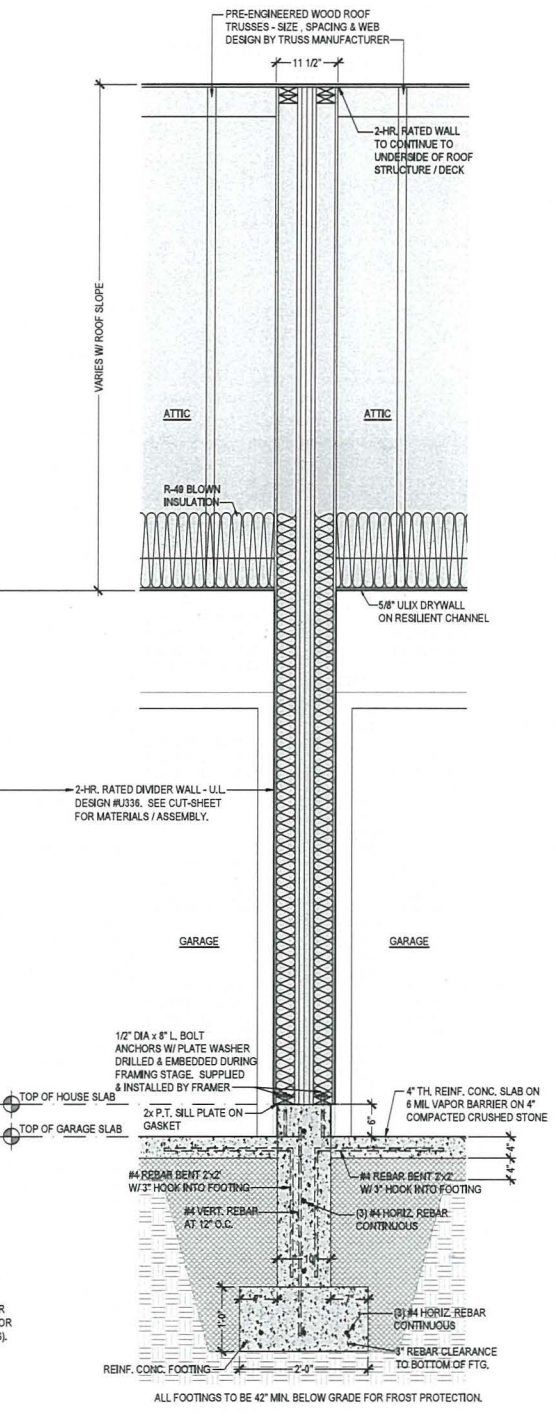 PRE-ENGINEERED WOOD ROOF
TRUSSES - SIZE , SPACING & WEB
DESIGN BY TRUSS MANUFACTURER
11 1/2"
2-HR. RATED WALL
TO CONTINUE TO
UNDERSIDE OF ROOF
STRUCTURE / DECK
VARIES W/ ROOF SLOPE
ATTIC
ATTIC
R-49 BLOWN
INSULATION
5/8" ULIX DRYWALL
ON RESILIENT CHANNEL
2-HR. RATED DIVIDER WALL - U.L.
DESIGN #U336. SEE CUT-SHEET
FOR MATERIALS / ASSEMBLY.
GARAGE
GARAGE
1/2" DIA x 8" L. BOLT
ANCHORS W/ PLATE WASHER
DRILLED & EMBEDDED DURING
FRAMING STAGE. SUPPLIED
& INSTALLED BY FRAMER
TOP OF HOUSE SLAB
2x P.T. SILL PLATE ON
GASKET
6"
4" TH. REINF. CONC. SLAB ON
6 MIL VAPOR BARRIER ON 4"
COMPACTED CRUSHED STONE
TOP OF GARAGE SLAB
4"
4"
#4 REBAR BENT 2'x2'
W/ 3" HOOK INTO FOOTING
#4 REBAR BENT 2'x2'
W/ 3" HOOK INTO FOOTING
#4 VERT. REBAR
AT 12" O.C.
(3) #4 HORIZ. REBAR
CONTINUOUS
10"
7"
1'-0"
(3) #4 HORIZ. REBAR
CONTINUOUS
3" REBAR CLEARANCE
TO BOTTOM OF FTG.
REINF. CONC. FOOTING
2'-0"
ALL FOOTINGS TO BE 42" MIN. BELOW GRADE FOR FROST PROTECTION.